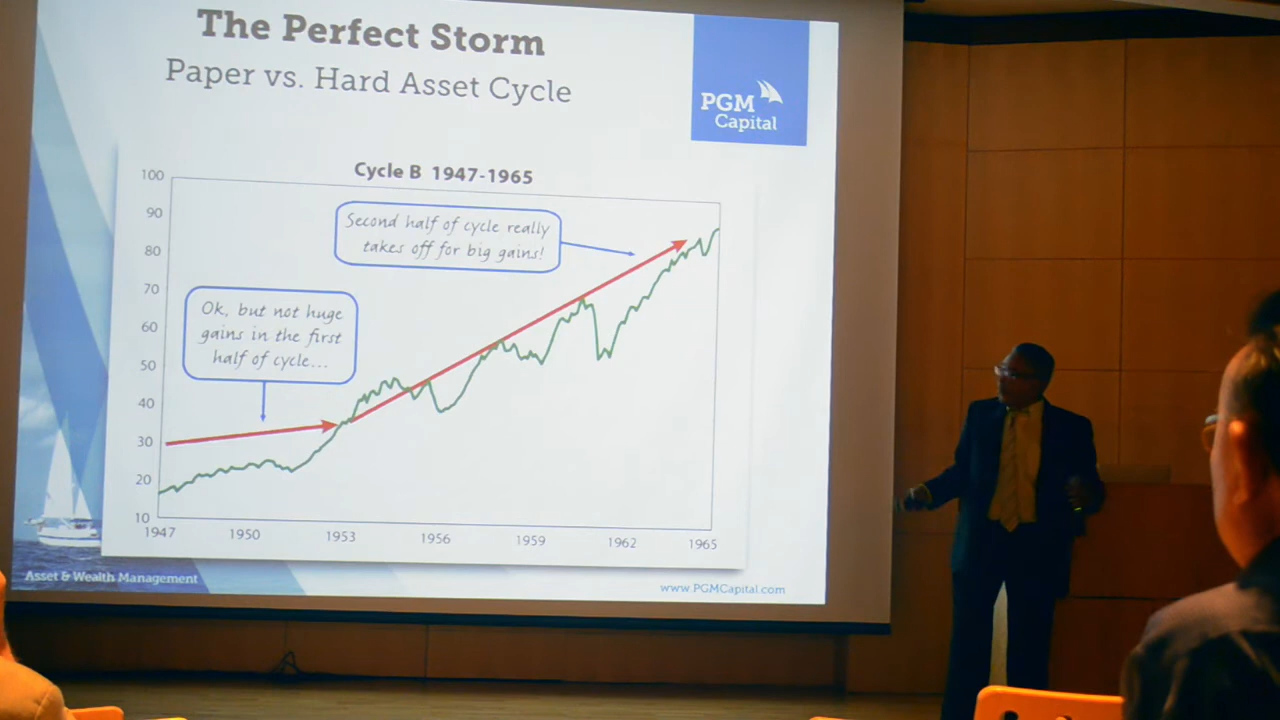 The Perfect Storm
Paper vs. Hard Asset Cycle
PGM
Capital
Cycle B 1947-1965
100
90
80
70
60
50
40
30
20
10
Second half of cycle really
takes off for big gains!
Ok, but not huge
gains in the first
half of cycle...
1947 1950 1953 1956 1959 1962 1965
Asset & Wealth Management
www.PGMCapital.com